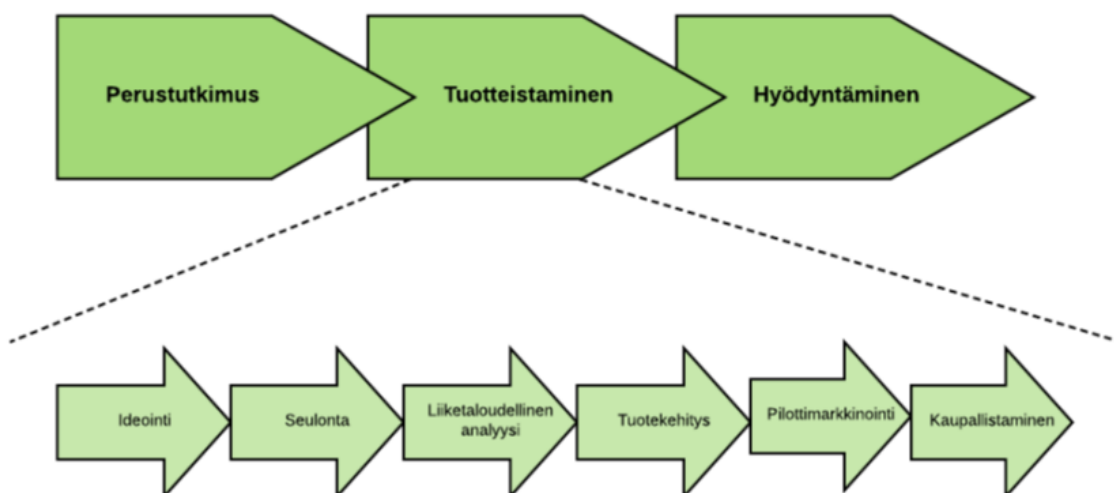 Perustutkimus
Tuotteistaminen
Hyödyntäminen
Ideointi
Seulonta
Liiketaloudellinen
analyysi
Tuotekehitys
Pilottimarkkinointi
Kaupallistaminen